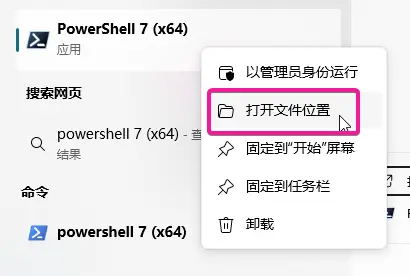 PowerShell 7 (x64)
应用
搜索网页
powershell 7 (x64) - 查
结果
命令
powershell 7 (x64)
以管理员身份运行
打开文件位置
固定到“开始”屏幕
固定到任务栏
卸载